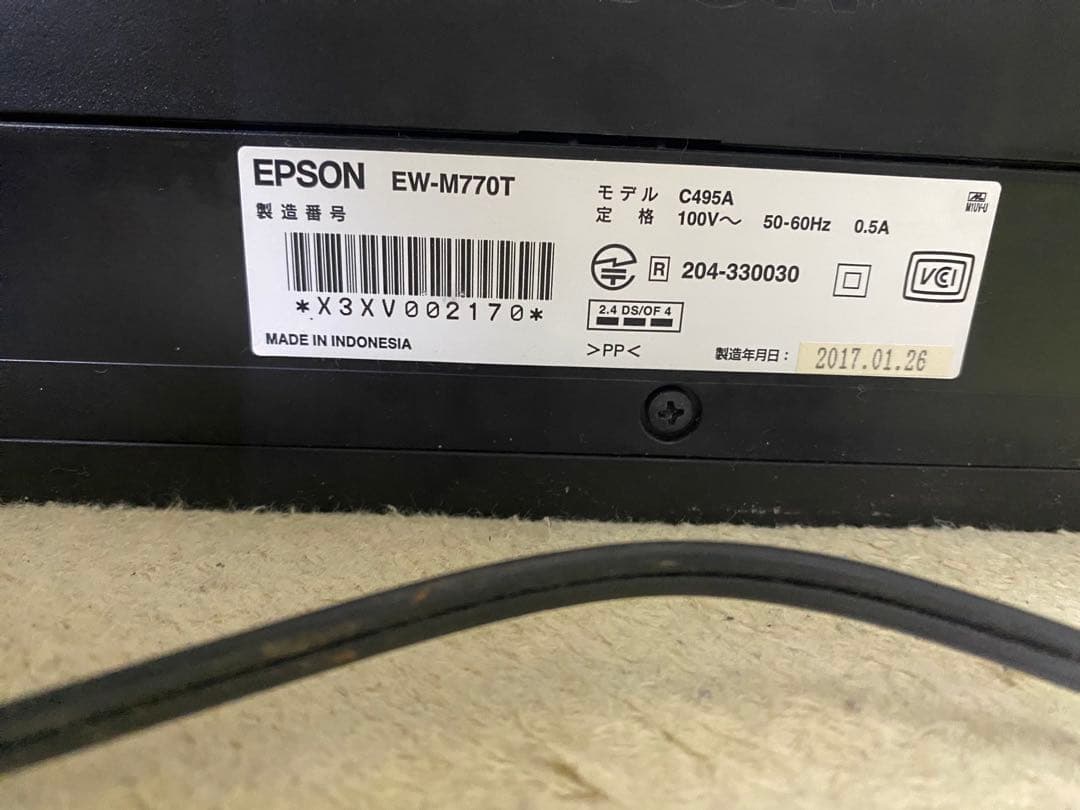 EPSON EW-M770T
製造番号
*X3XV002170*
MADE IN INDONESIA
モデル C495A
定格 100V～ 50-60Hz 0.5A
R 204-330030
2.4 DS/OF 4
>PP<
製造年月日： 2017.01.26
M1UV-U
VCI